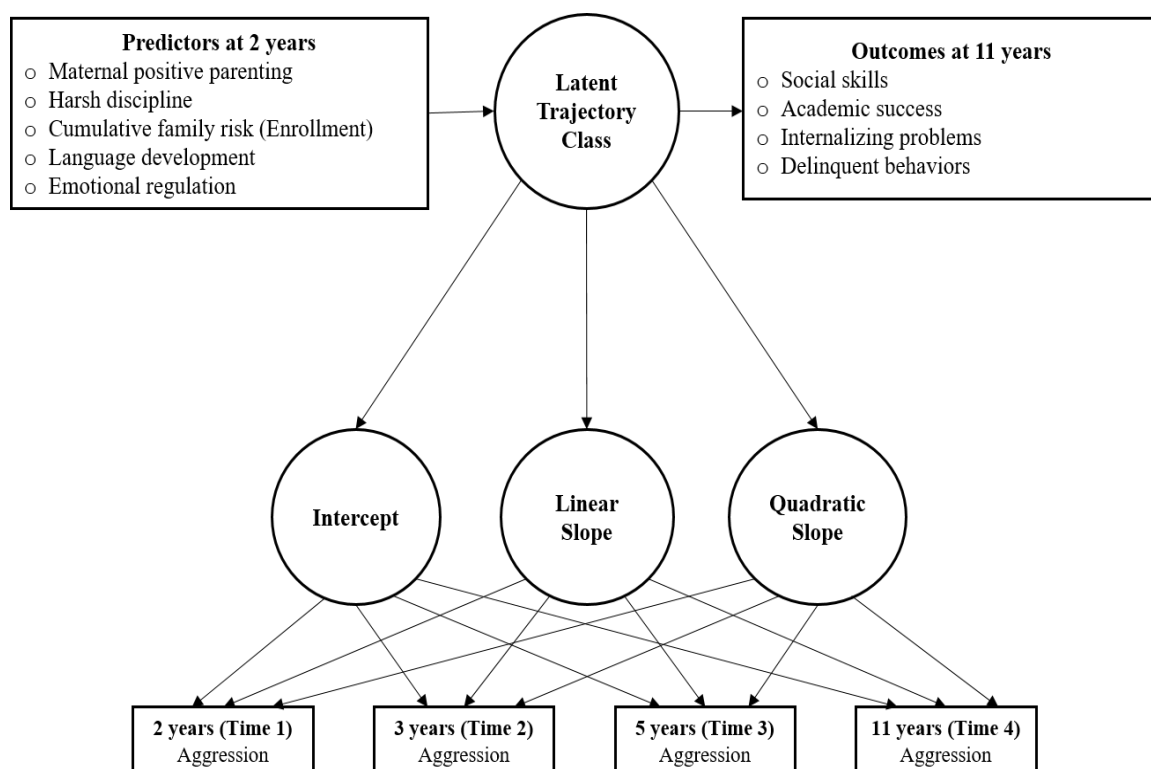 Predictors at 2 years
o Maternal positive parenting
o Harsh discipline
o Cumulative family risk (Enrollment)
o Language development
o Emotional regulation
Latent
Trajectory
Class
Outcomes at 11 years
o Social skills
o Academic success
o Internalizing problems
o Delinquent behaviors
Intercept
Linear
Slope
Quadratic
Slope
2 years (Time 1)
Aggression
3 years (Time 2)
Aggression
5 years (Time 3)
Aggression
11 years (Time 4)
Aggression